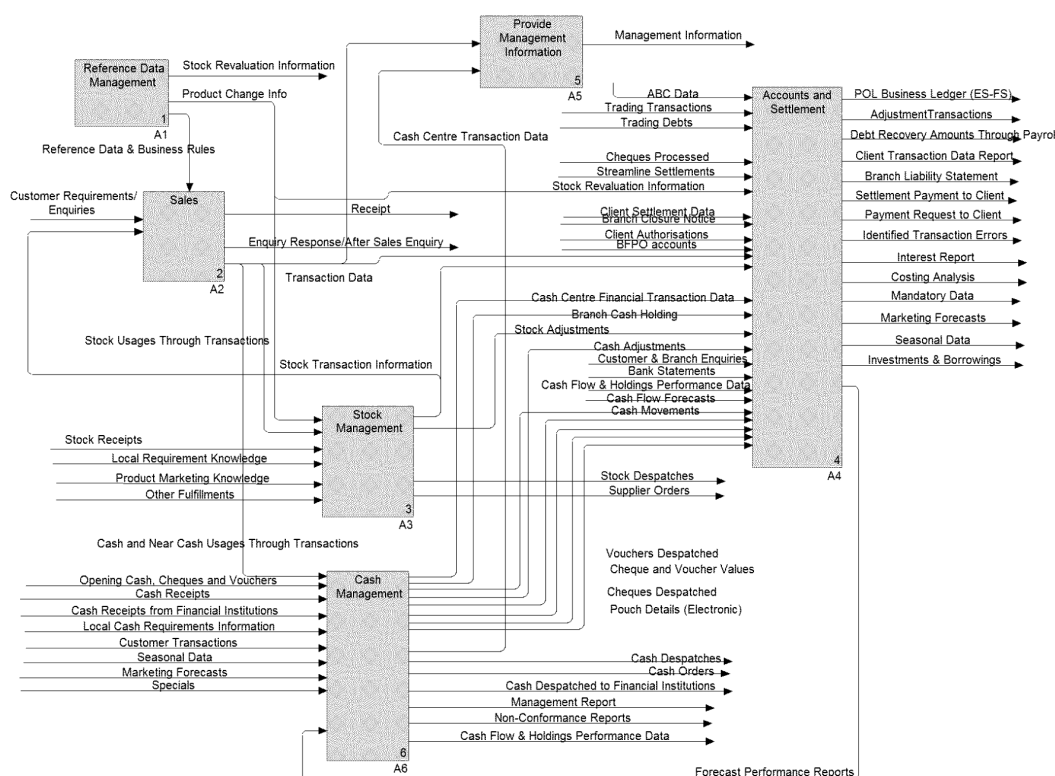 Provide
Management
Information
5
A5
Management Information
Reference Data
Management
1
A1
Stock Revaluation Information
Product Change Info
Reference Data & Business Rules
Cash Centre Transaction Data
ABC Data
Trading Transactions
Trading Debts
Cheques Processed
Streamline Settlements
Stock Revaluation Information
Client Settlement Data
Branch Closure Notice
Client Authorisations
BFPO accounts
Accounts and
Settlement
4
A4
POL Business Ledger (ES-FS)
AdjustmentTransactions
Debt Recovery Amounts Through Payrol
Client Transaction Data Report
Branch Liability Statement
Settlement Payment to Client
Payment Request to Client
Identified Transaction Errors
Interest Report
Costing Analysis
Mandatory Data
Marketing Forecasts
Seasonal Data
Investments & Borrowings
Customer Requirements/
Enquiries
Sales
2
A2
Receipt
Enquiry Response/After Sales Enquiry
Transaction Data
Cash Centre Financial Transaction Data
Branch Cash Holding
Stock Adjustments
Cash Adjustments
Customer & Branch Enquiries
Bank Statements
Cash Flow & Holdings Performance Data
Cash Flow Forecasts
Cash Movements
Stock Usages Through Transactions
Stock Transaction Information
Stock
Management
3
A3
Stock Receipts
Local Requirement Knowledge
Product Marketing Knowledge
Other Fulfillments
Stock Despatches
Supplier Orders
Cash and Near Cash Usages Through Transactions
Vouchers Despatched
Cheque and Voucher Values
Cheques Despatched
Pouch Details (Electronic)
Cash
Management
6
A6
Opening Cash, Cheques and Vouchers
Cash Receipts
Cash Receipts from Financial Institutions
Local Cash Requirements Information
Customer Transactions
Seasonal Data
Marketing Forecasts
Specials
Cash Despatches
Cash Orders
Cash Despatched to Financial Institutions
Management Report
Non-Conformance Reports
Cash Flow & Holdings Performance Data
Forecast Performance Reports